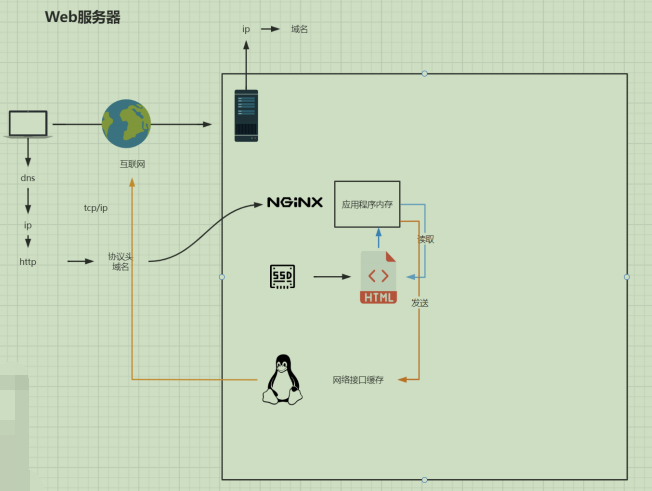 Web服务器
ip
域名
互联网
dns
tcp/ip
NGiNX
应用程序内存
ip
读取
http
协议头
域名
SSD
HTML
发送
网络接口缓存